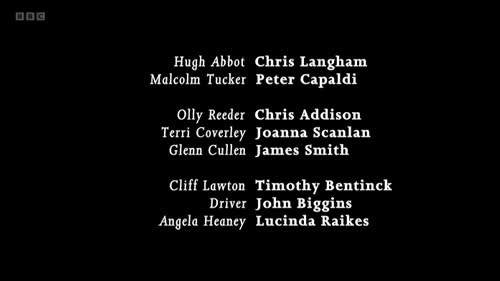 BBC
Hugh Abbot Chris Langham
Malcolm Tucker Peter Capaldi
Olly Reeder Chris Addison
Terri Coverley Joanna Scanlan
Glenn Cullen James Smith
Cliff Lawton Timothy Bentinck
Driver John Biggins
Angela Heaney Lucinda Raikes